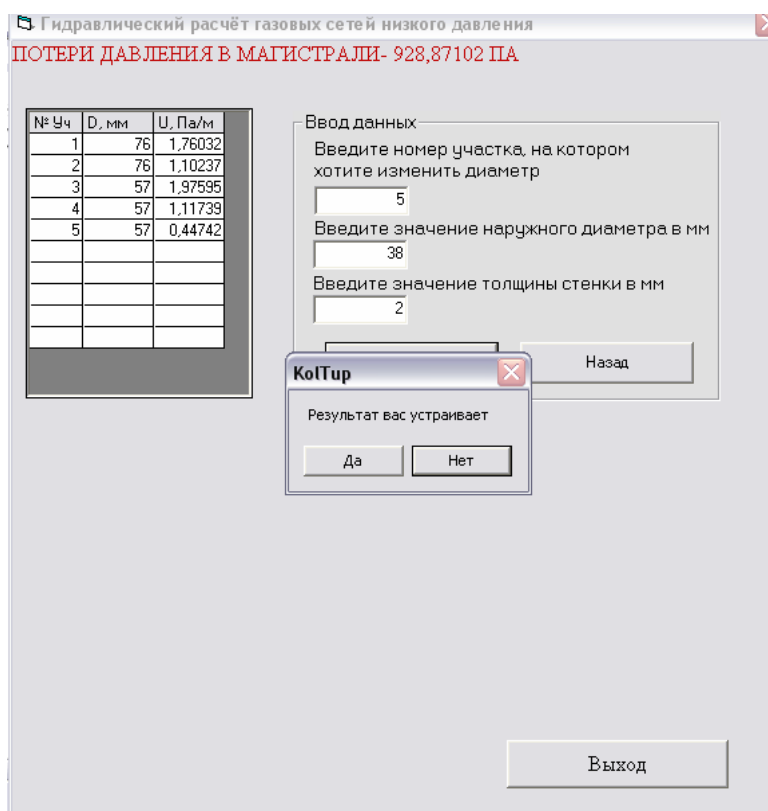 Гидравлический расчёт газовых сетей низкого давления
ПОТЕРИ ДАВЛЕНИЯ В МАГИСТРАЛИ- 928,87102 ПА
№ Уч D, мм U, Па/м
1 76 1,76032
2 76 1,10237
3 57 1,97595
4 57 1,11739
5 57 0,44742
Ввод данных
Введите номер участка, на котором
хотите изменить диаметр
5
Введите значение наружного диаметра в мм
38
Введите значение толщины стенки в мм
2
Назад
KolTup
Результат вас устраивает
Да Нет
Выход